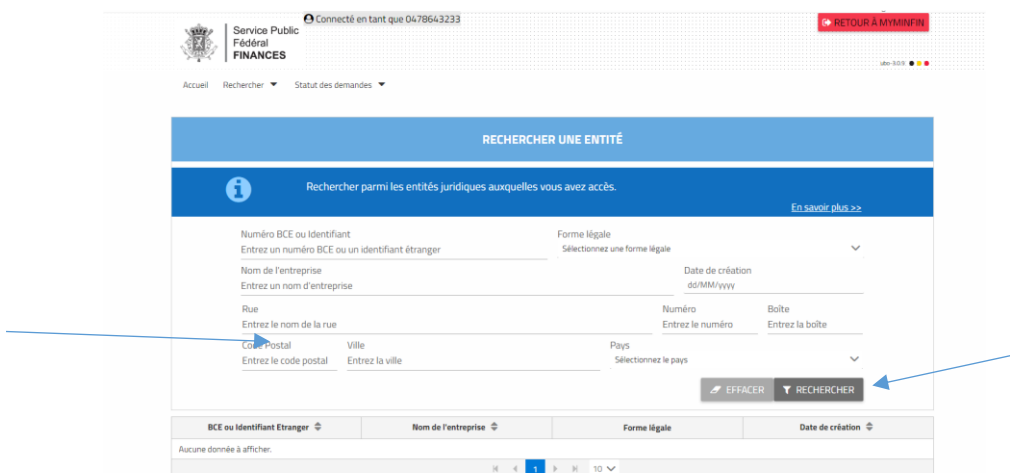 Connecté en tant que 0478643233
RETOUR À MYMINFIN
Service Public
Fédéral
FINANCES
ubo-3.0.9
Accueil Rechercher Statut des demandes
RECHERCHER UNE ENTITÉ
Rechercher parmi les entités juridiques auxquelles vous avez accès.
En savoir plus >>
Numéro BCE ou Identifiant Forme légale
Entrez un numéro BCE ou un identifiant étranger Sélectionnez une forme légale
Nom de l'entreprise Date de création
Entrez un nom d'entreprise dd/MM/yyyy
Rue Numéro Boîte
Entrez le nom de la rue Entrez le numéro Entrez la boîte
Code Postal Ville Pays
Entrez le code postal Entrez la ville Sélectionnez le pays
EFFACER RECHERCHER
BCE ou Identifiant Etranger Nom de l'entreprise Forme légale Date de création
Aucune donnée à afficher.
1 10